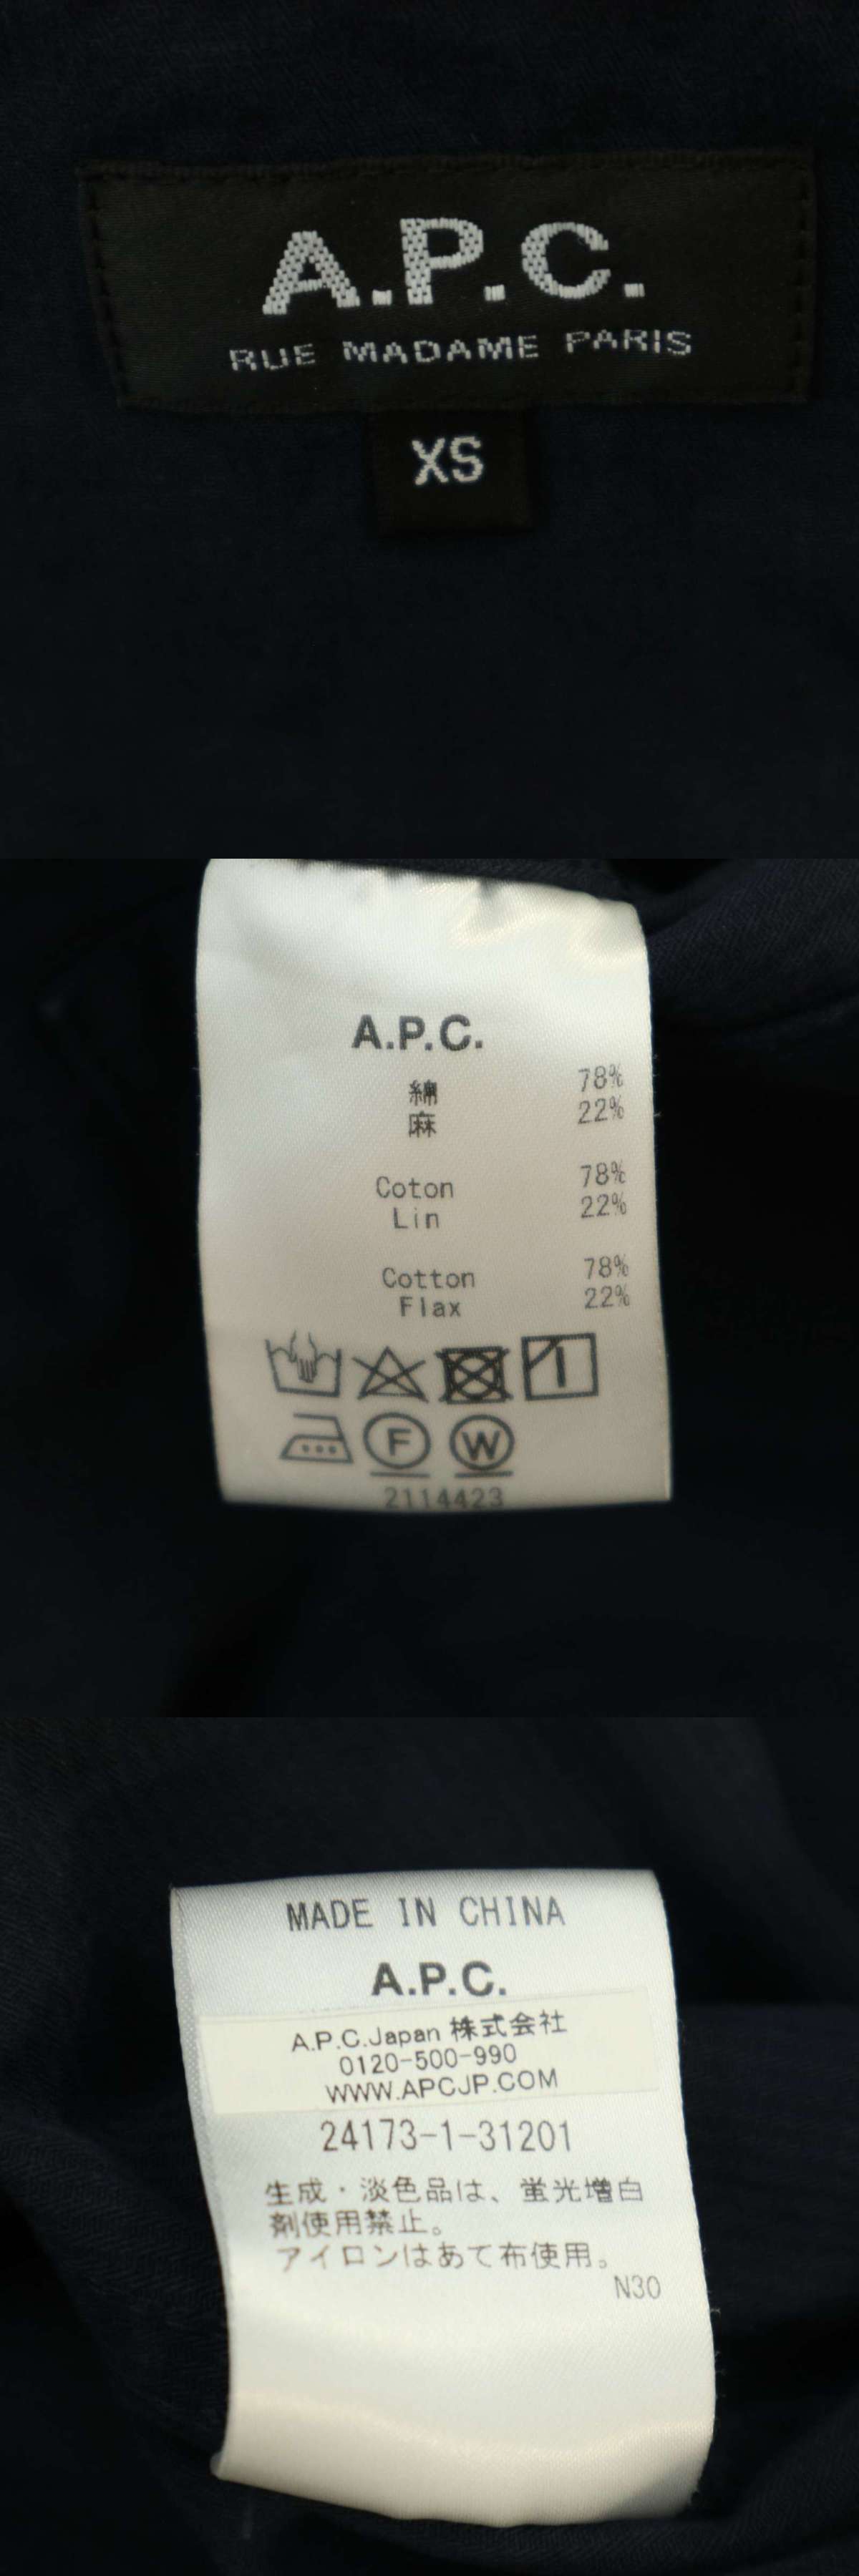 A.P.C.
RUE MADAME PARIS
XS
A.P.C.
綿 78%
麻 22%
Coton 78%
Lin 22%
Cotton 78%
Flax 22%
F W
2114423
MADE IN CHINA
A.P.C.
A.P.C.Japan 株式会社
0120-500-990
WWW.APCJP.COM
24173-1-31201
生成・淡色品は、蛍光増白
剤使用禁止。
アイロンはあて布使用。
N30